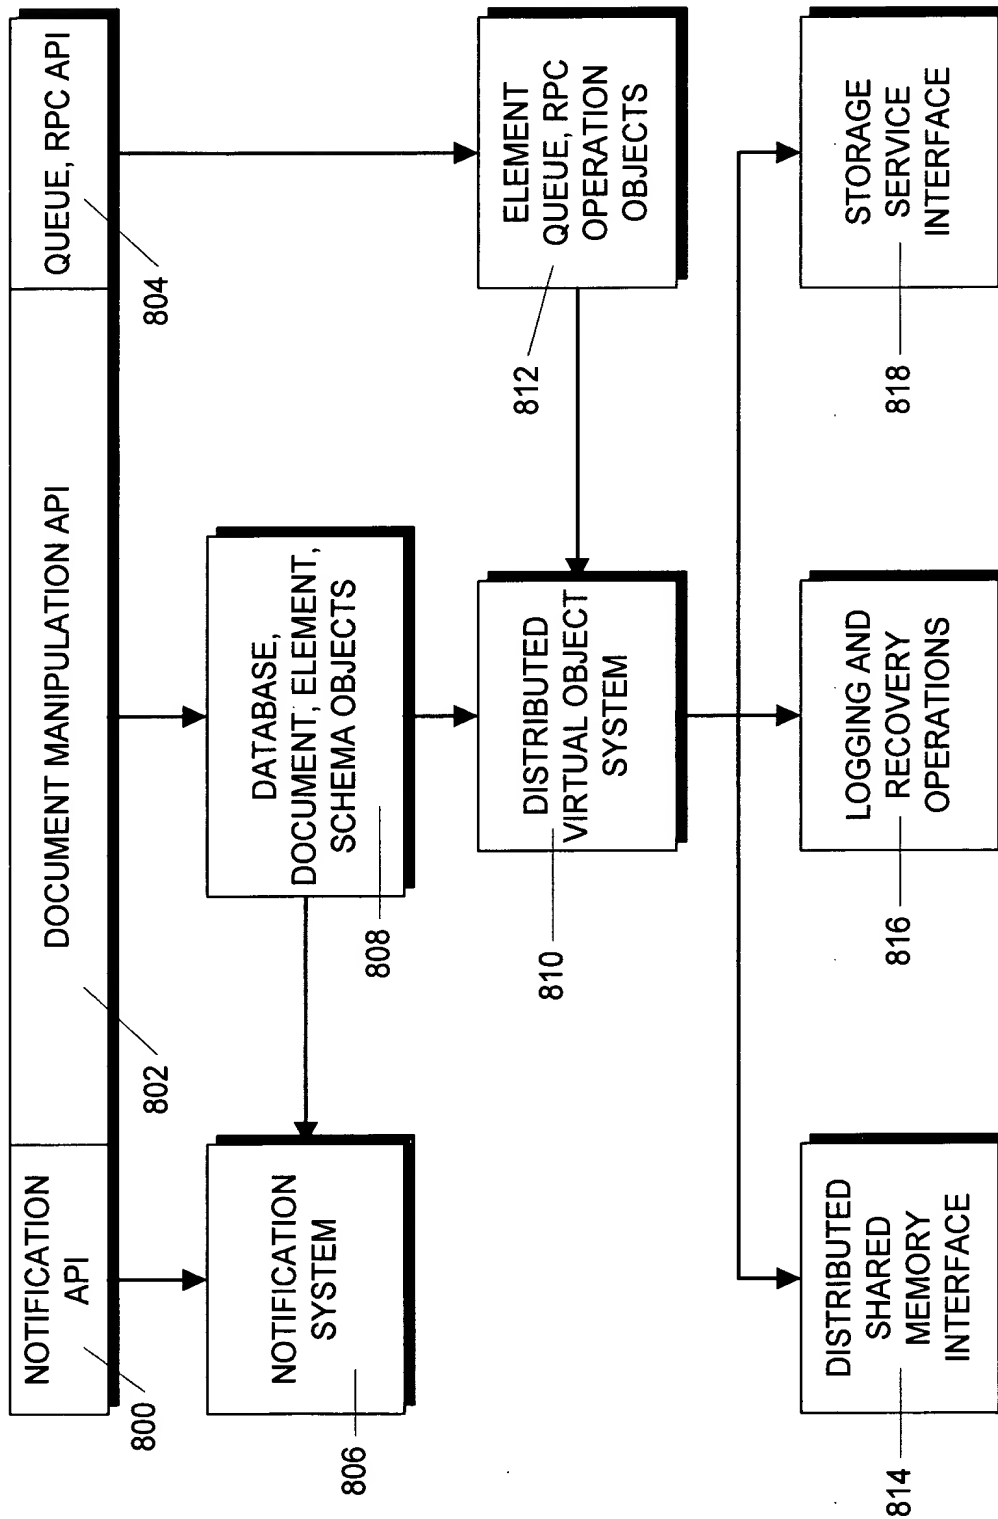 NOTIFICATION
API
DOCUMENT MANIPULATION API
QUEUE, RPC API
800
802
804
NOTIFICATION
SYSTEM
806
DATABASE,
DOCUMENT, ELEMENT,
SCHEMA OBJECTS
808
DISTRIBUTED
VIRTUAL OBJECT
SYSTEM
810
ELEMENT
QUEUE, RPC
OPERATION
OBJECTS
812
DISTRIBUTED
SHARED
MEMORY
INTERFACE
814
LOGGING AND
RECOVERY
OPERATIONS
816
STORAGE
SERVICE
INTERFACE
818